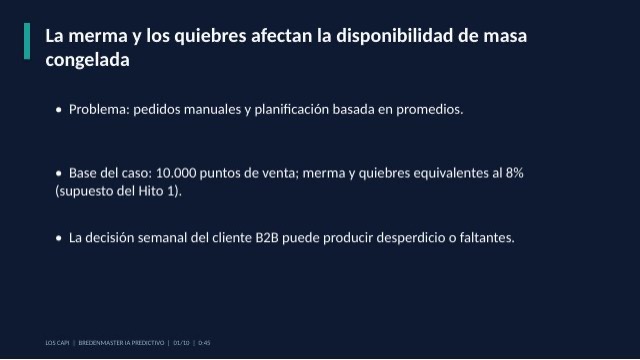 La merma y los quiebres afectan la disponibilidad de masa
congelada
• Problema: pedidos manuales y planificación basada en promedios.
• Base del caso: 10.000 puntos de venta; merma y quiebres equivalentes al 8%
(supuesto del Hito 1).
• La decisión semanal del cliente B2B puede producir desperdicio o faltantes.
LOS CAPI | BREDENMASTER IA PREDICTIVO | 01/10 | 0:45